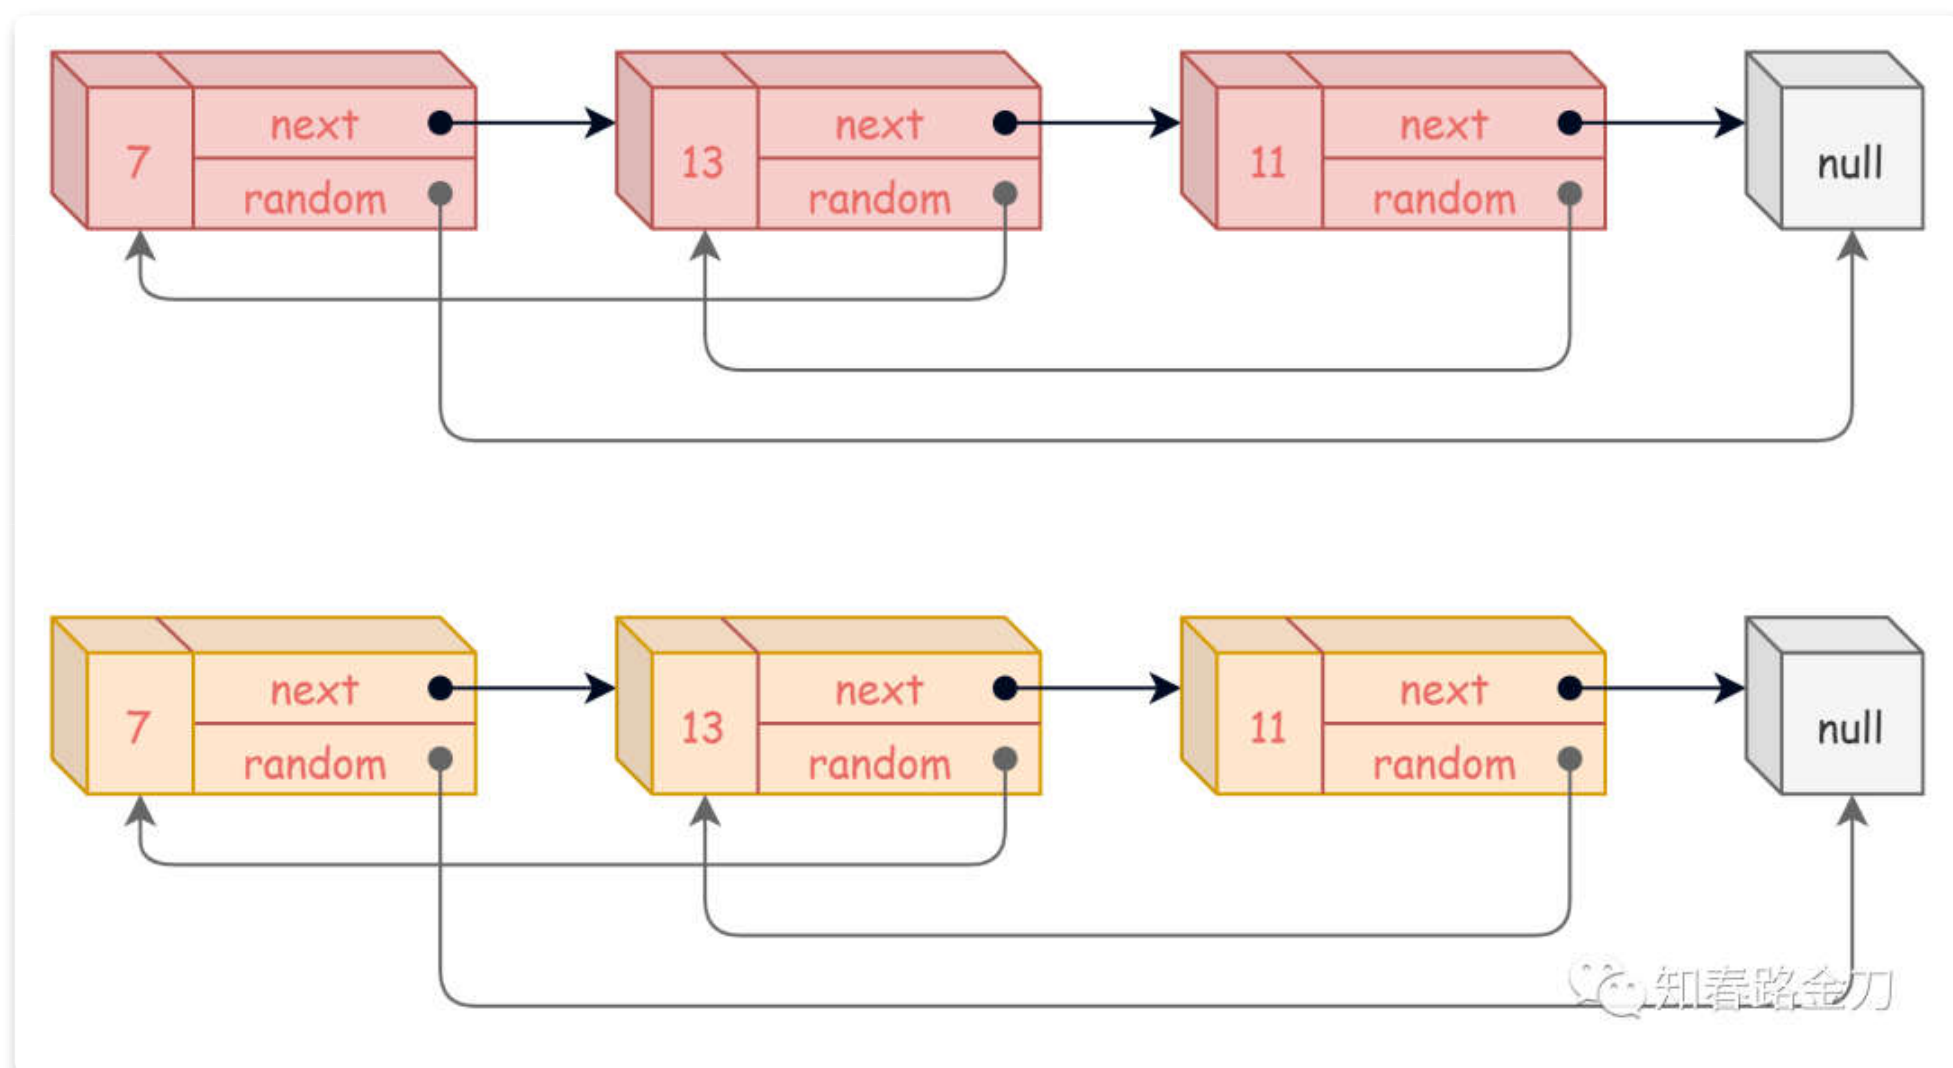 next next next
7 13 11 null
random random random
next next next
7 13 11 null
random random random
知春路金刀